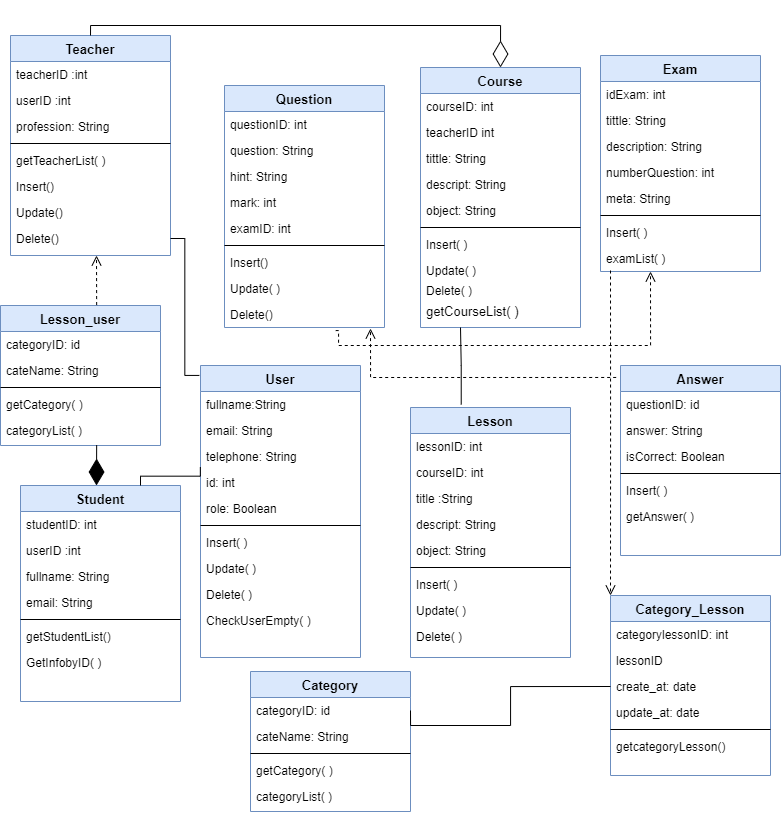 Teacher
teacherID :int
userID :int
profession: String
getTeacherList( )
Insert()
Update()
Delete()
Question
questionID: int
question: String
hint: String
mark: int
examID: int
Insert()
Update( )
Delete()
Course
courseID: int
teacherID int
tittle: String
descript: String
object: String
Insert( )
Update( )
Delete( )
getCourseList( )
Exam
idExam: int
tittle: String
description: String
numberQuestion: int
meta: String
Insert( )
examList( )
Lesson_user
categoryID: id
cateName: String
getCategory( )
categoryList( )
User
fullname:String
email: String
telephone: String
id: int
role: Boolean
Insert( )
Update( )
Delete( )
CheckUserEmpty( )
Lesson
lessonID: int
courseID: int
title :String
descript: String
object: String
Insert( )
Update( )
Delete( )
Answer
questionID: id
answer: String
isCorrect: Boolean
Insert( )
getAnswer( )
Student
studentID: int
userID :int
fullname: String
email: String
getStudentList()
GetInfobyID( )
Category
categoryID: id
cateName: String
getCategory( )
categoryList( )
Category_Lesson
categorylessonID: int
lessonID
create_at: date
update_at: date
getcategoryLesson()